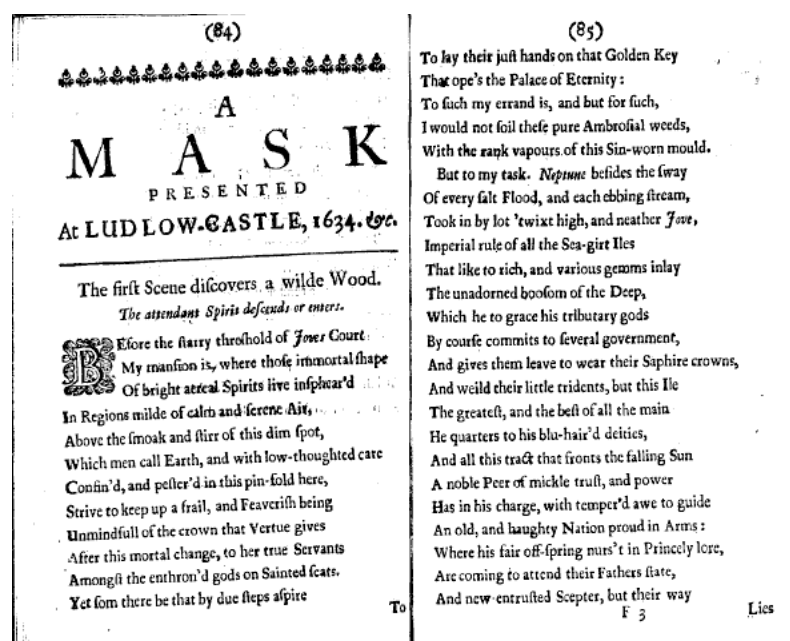 (84)
A
MASK
PRESENTED
At LUDLOW-CASTLE, 1634. &c.
The firſt Scene diſcovers a wilde Wood.
The attendant Spirit deſcends or enters.
BEfore the ſtarry threſhold of Joves Court
My manſion is, where thoſe immortal ſhape
Of bright aereal Spirits live inſphear'd
In Regions milde of calm and ſerene Air,
Above the ſmoak and ſtirr of this dim ſpot,
Which men call Earth, and with low-thoughted care
Confin'd, and peſter'd in this pin-fold here,
Strive to keep up a frail, and Feaveriſh being
Unmindfull of the crown that Vertue gives
After this mortal change, to her true Servants
Amongſt the enthron'd gods on Sainted ſeats.
Yet ſom there be that by due ſteps aſpire
To
(85)
To lay their juſt hands on that Golden Key
That ope's the Palace of Eternity:
To ſuch my errand is, and but for ſuch,
I would not ſoil theſe pure Ambroſial weeds,
With the rank vapours of this Sin-worn mould.
But to my task. Neptune beſides the ſway
Of every ſalt Flood, and each ebbing ſtream,
Took in by lot 'twixt high, and neather Jove,
Imperial rule of all the Sea-girt Iles
That like to rich, and various gemms inlay
The unadorned booſom of the Deep,
Which he to grace his tributary gods
By courſe commits to ſeveral government,
And gives them leave to wear their Saphire crowns,
And weild their little tridents, but this Ile
The greateſt, and the beſt of all the main
He quarters to his blu-hair'd deities,
And all this tract that fronts the falling Sun
A noble Peer of mickle truſt, and power
Has in his charge, with temper'd awe to guide
An old, and haughty Nation proud in Arms:
Where his fair off-ſpring nurs't in Princely lore,
Are coming to attend their Fathers ſtate,
And new-entruſted Scepter, but their way
F 3
Lies